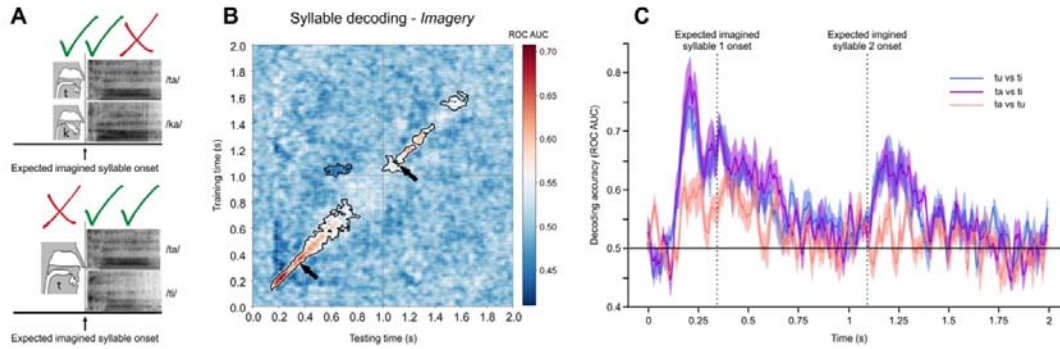 A
t
/ta/
k
/ka/
Expected imagined syllable onset
t
/ta/
/ti/
Expected imagined syllable onset
B
Syllable decoding - Imagery
ROC AUC
2.0
1.8
1.6
1.4
1.2
1.0
0.8
0.6
0.4
0.2
0.0
Training time (s)
0.0 0.2 0.4 0.6 0.8 1.0 1.2 1.4 1.6 1.8 2.0
Testing time (s)
0.70
0.65
0.60
0.55
0.50
0.45
C
Expected imagined
syllable 1 onset
Expected imgined
syllable 2 onset
tu vs ti
ta vs ti
ta vs tu
0.8
0.7
0.6
0.5
0.4
Decoding accuracy (ROC AUC)
0 0.25 0.5 0.75 1 1.25 1.5 1.75 2
Time (s)